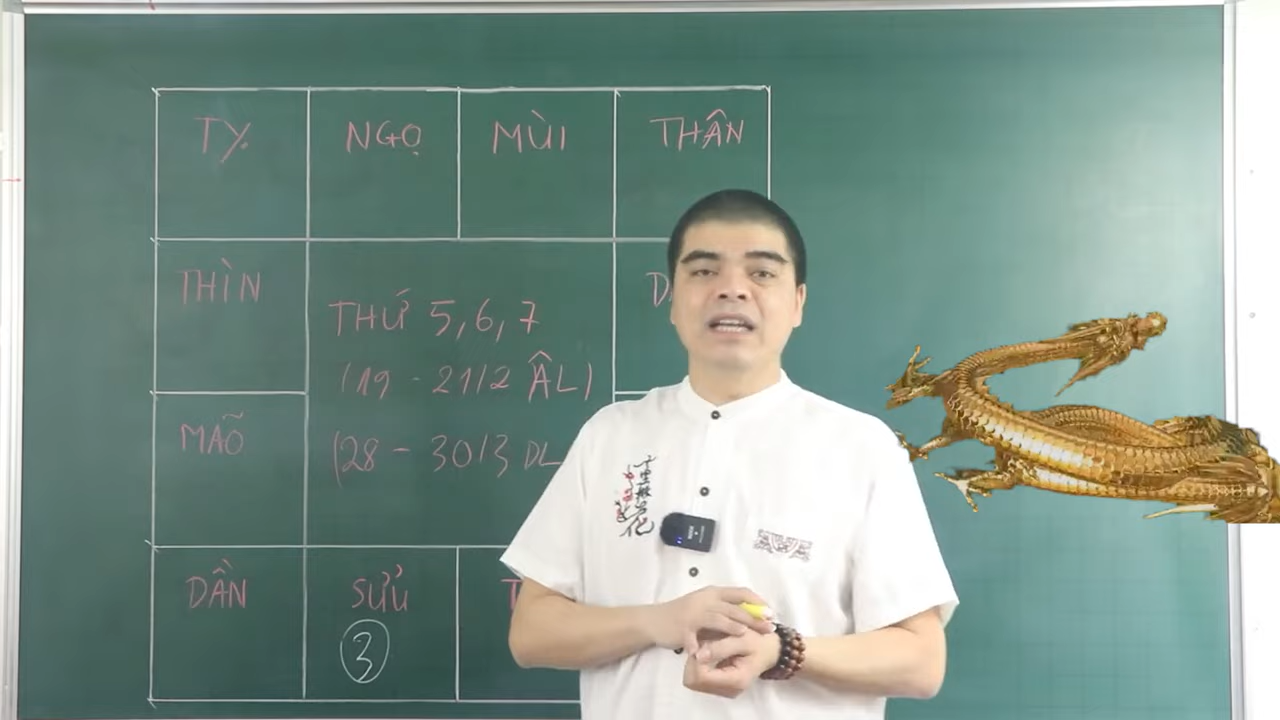 TỴ
NGỌ
MÙI
THÂN
THÌN
THỨ 5, 6, 7
(19 - 21/2 ÂL)
MÃO
(28 - 30/3 DL
DẦN
SỬU
3